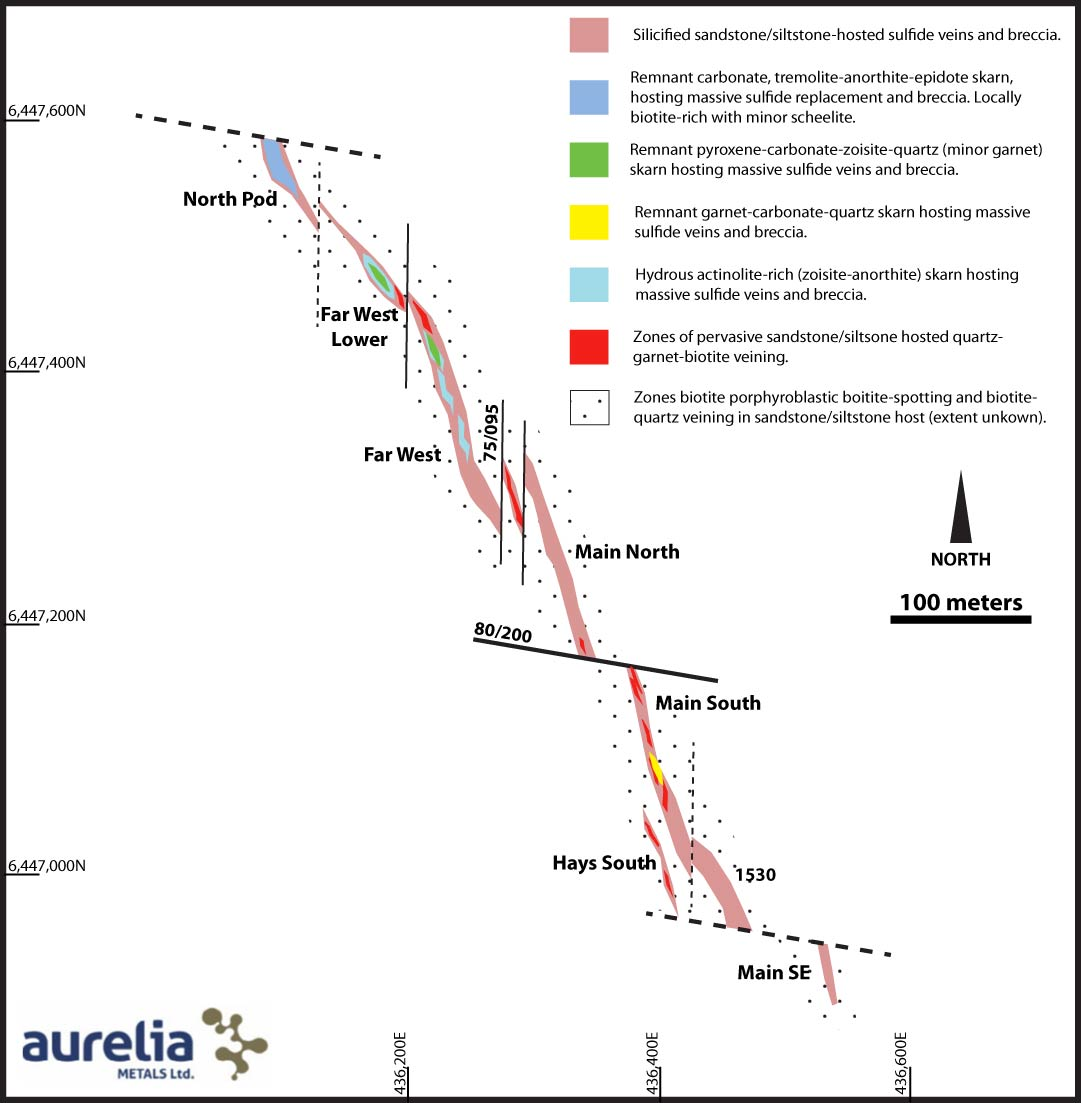 Silicified sandstone/siltstone-hosted sulfide veins and breccia.
Remnant carbonate, tremolite-anorthite-epidote skarn,
hosting massive sulfide replacement and breccia. Locally
biotite-rich with minor scheelite.
Remnant pyroxene-carbonate-zoisite-quartz (minor garnet)
skarn hosting massive sulfide veins and breccia.
Remnant garnet-carbonate-quartz skarn hosting massive
sulfide veins and breccia.
Hydrous actinolite-rich (zoisite-anorthite) skarn hosting
massive sulfide veins and breccia.
Zones of pervasive sandstone/siltsone hosted quartz-
garnet-biotite veining.
Zones biotite porphyroblastic boitite-spotting and biotite-
quartz veining in sandstone/siltstone host (extent unkown).
6,447,600N
North Pod
Far West
Lower
6,447,400N
75/095
Far West
Main North
NORTH
100 meters
6,447,200N
80/200
Main South
Hays South
6,447,000N
1530
Main SE
aurelia
METALS Ltd.
436,200E
436,400E
436,600E